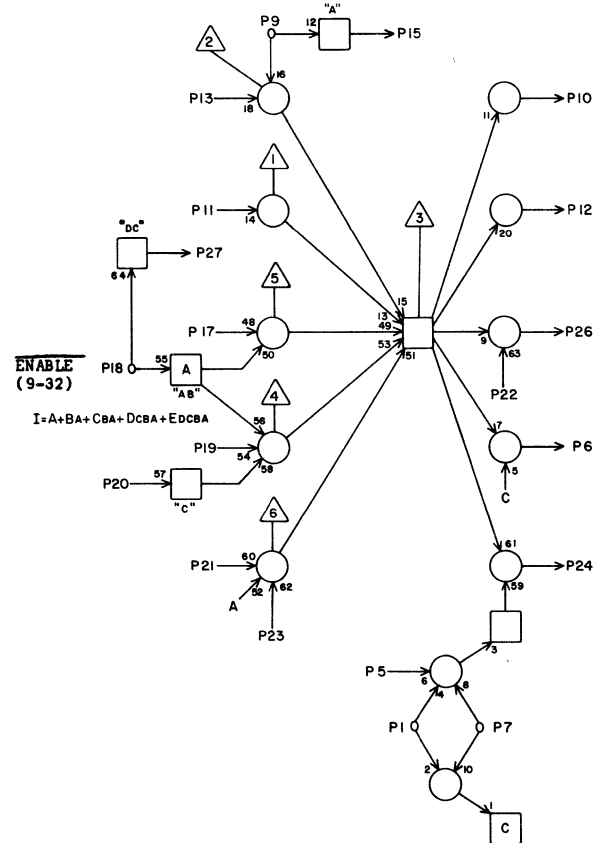 "A"
P9
12
P15
2
16
P13
18
P10
11
1
P11
14
3
P12
20
"DC"
P27
64
5
15
13
49
53
51
P17
48
50
P26
9
63
P22
ENABLE
(9-32)
P18
55
A
"AB"
4
I=A+BA+CBA+DCBA+EDCBA
56
P19
54
58
7
P6
5
C
P20
57
"C"
6
P21
60
52
62
A
P23
61
P24
59
3
P5
6
4
8
P1
P7
2
10
1
C